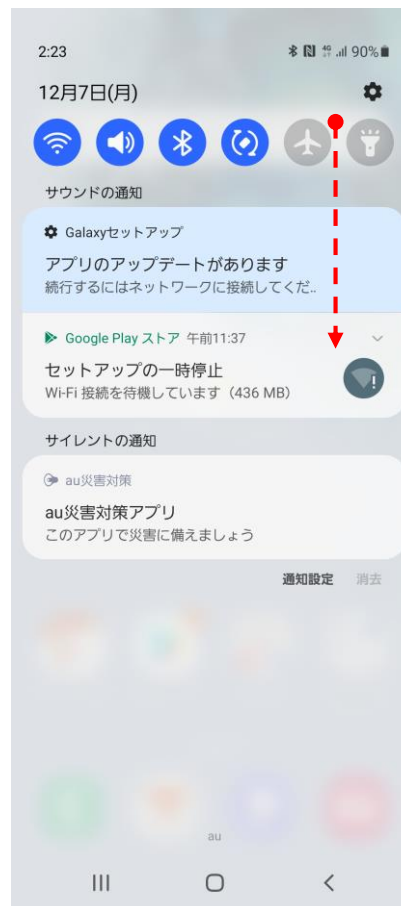 2:23 4G 90%
12月7日(月)
サウンドの通知
Galaxyセットアップ
アプリのアップデートがあります
続行するにはネットワークに接続してくだ..
Google Play ストア 午前11:37
セットアップの一時停止
Wi-Fi 接続を待機しています（436 MB）
サイレントの通知
au災害対策
au災害対策アプリ
このアプリで災害に備えましょう
通知設定 消去
au